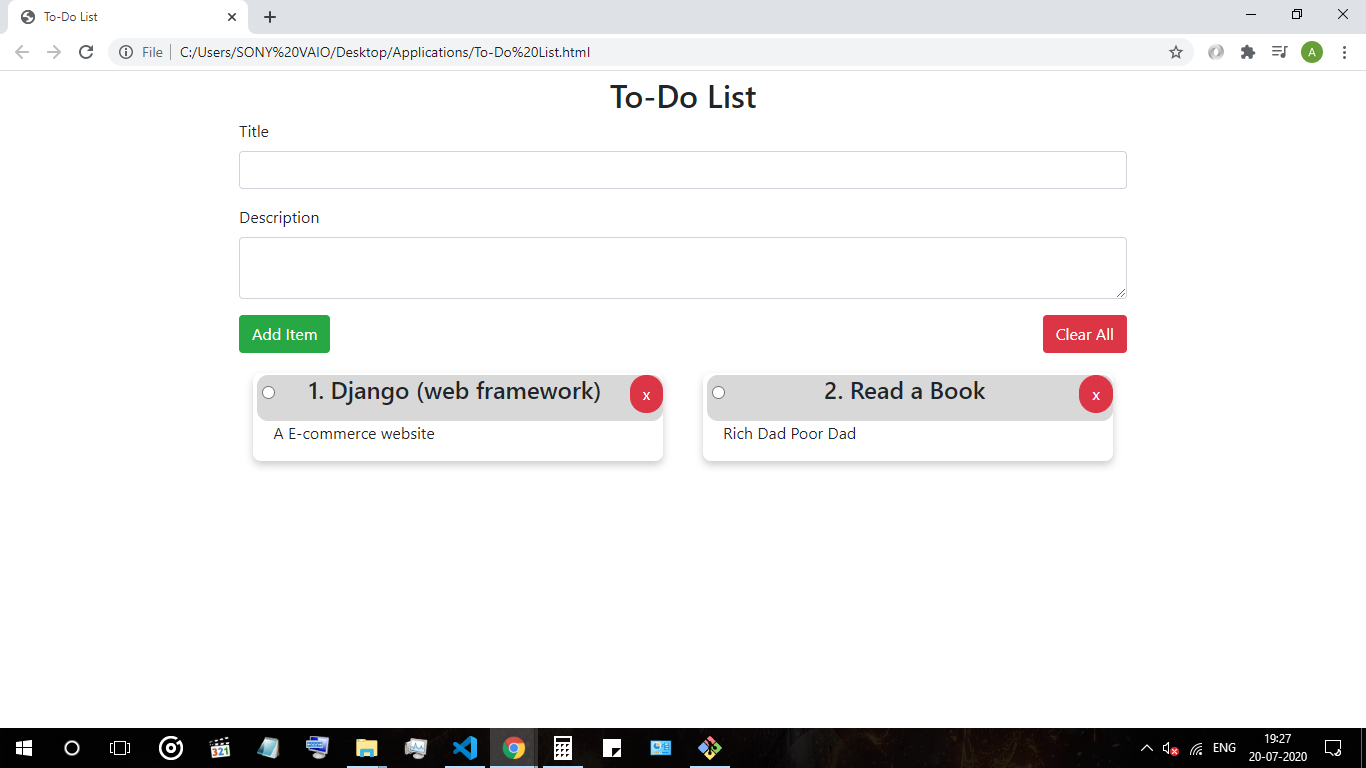 To-Do List
File
C:/Users/SONY%20VAIO/Desktop/Applications/To-Do%20List.html
A
To-Do List
Title
Description
Add Item
Clear All
1. Django (web framework)
x
2. Read a Book
x
A E-commerce website
Rich Dad Poor Dad
321
ENG
19:27
20-07-2020